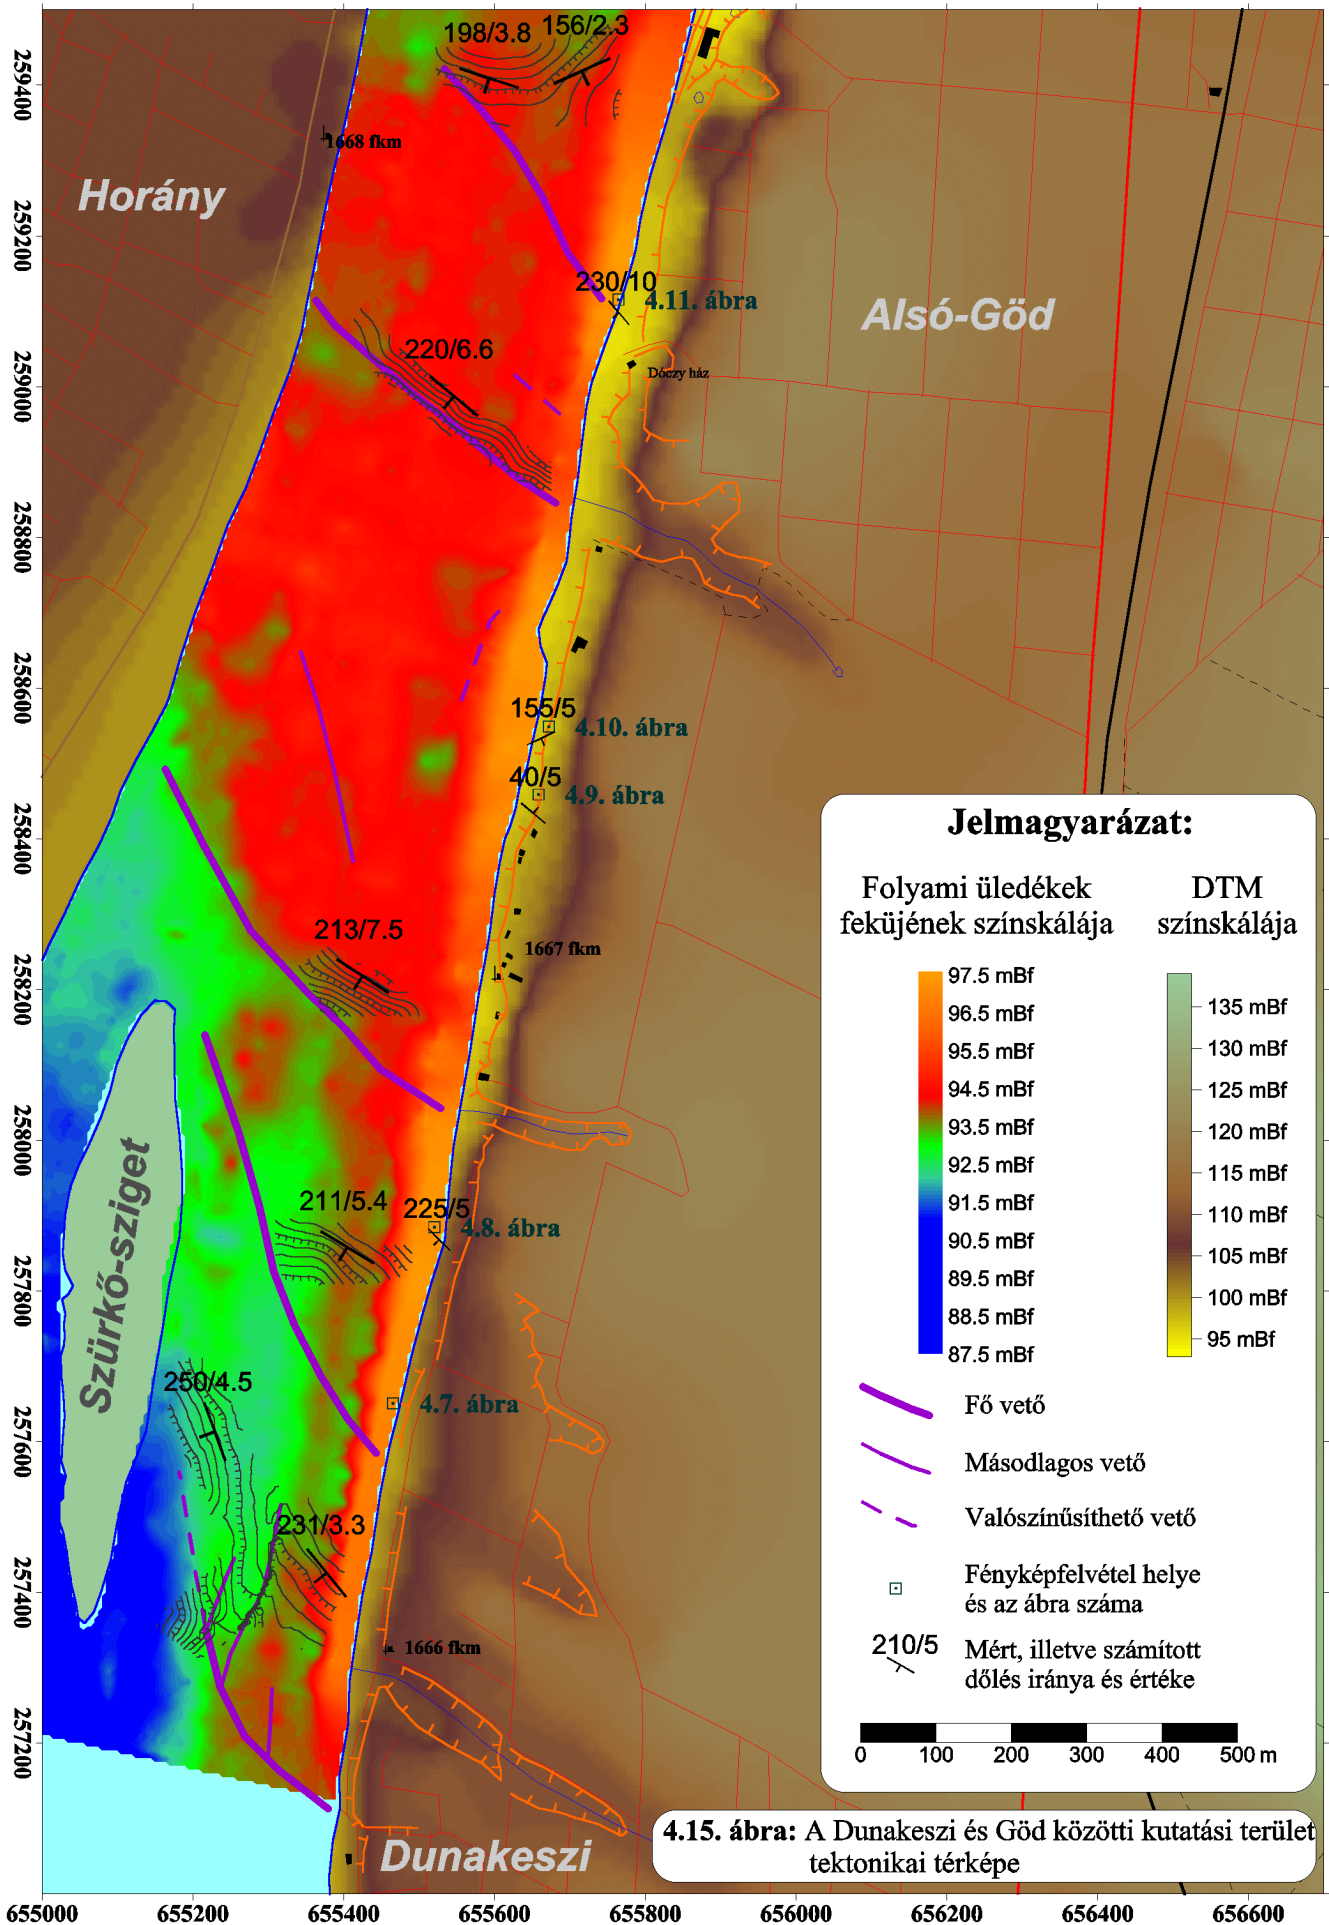 198/3.8
156/2.3
1668 fkm
Horány
230/10
4.11. ábra
Alsó-Göd
220/6.6
Dóczy ház
155/5
4.10. ábra
40/5
4.9. ábra
213/7.5
1667 fkm
211/5.4
225/5
4.8. ábra
Szürkő-sziget
250/4.5
4.7. ábra
231/3.3
1666 fkm
Dunakeszi
259400
259200
259000
258800
258600
258400
258200
258000
257800
257600
257400
257200
Jelmagyarázat:
Folyami üledékek
feküjének színskálája
DTM
színskálája
97.5 mBf
96.5 mBf
95.5 mBf
94.5 mBf
93.5 mBf
92.5 mBf
91.5 mBf
90.5 mBf
89.5 mBf
88.5 mBf
87.5 mBf
135 mBf
130 mBf
125 mBf
120 mBf
115 mBf
110 mBf
105 mBf
100 mBf
95 mBf
Fő vető
Másodlagos vető
Valószínűsíthető vető
Fényképfelvétel helye
és az ábra száma
210/5
Mért, illetve számított
dőlés iránya és értéke
0 100 200 300 400 500 m
4.15. ábra: A Dunakeszi és Göd közötti kutatási terület
tektonikai térképe
655000 655200 655400 655600 655800 656000 656200 656400 656600